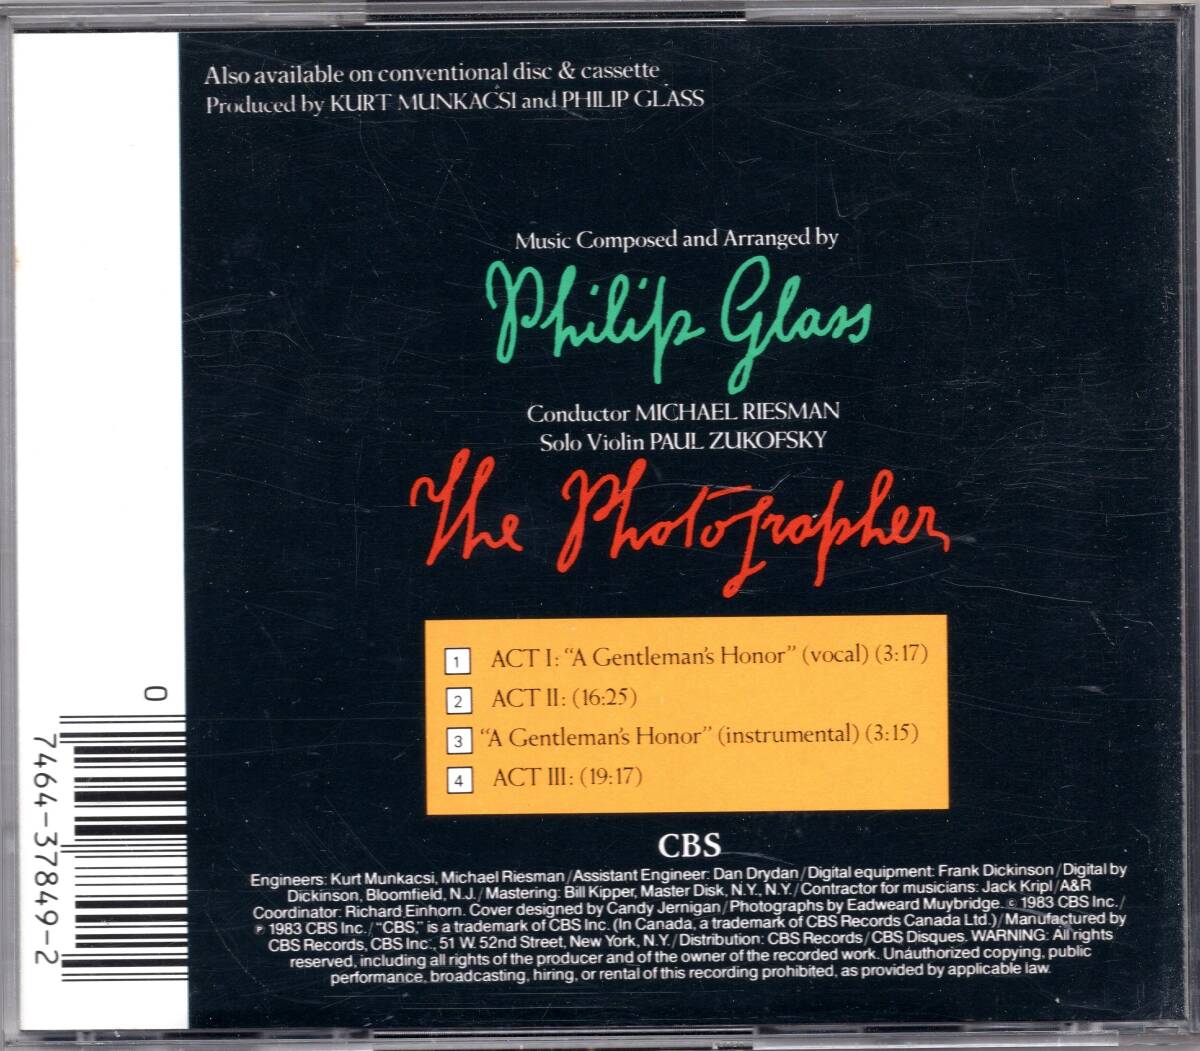 Also available on conventional disc & cassette
Produced by KURT MUNKACSI and PHILIP GLASS
Music Composed and Arranged by
Philip Glass
Conductor MICHAEL RIESMAN
Solo Violin PAUL ZUKOFSKY
The Photographer
1 ACT I: “A Gentleman's Honor” (vocal) (3:17)
2 ACT II: (16:25)
3 “A Gentleman's Honor” (instrumental) (3:15)
4 ACT III: (19:17)
CBS
Engineers: Kurt Munkacsi, Michael Riesman/Assistant Engineer: Dan Drydan/Digital equipment: Frank Dickinson/Digital by
Dickinson, Bloomfield, N.J./Mastering: Bill Kipper, Master Disk, N.Y., N.Y./Contractor for musicians: Jack Kripl/A&R
Coordinator: Richard Einhorn. Cover designed by Candy Jernigan/Photographs by Eadweard Muybridge. © 1983 CBS Inc./
℗ 1983 CBS Inc./“CBS,” is a trademark of CBS Inc. (In Canada, a trademark of CBS Records Canada Ltd.)/Manufactured by
CBS Records, CBS Inc., 51 W. 52nd Street, New York, N.Y./Distribution: CBS Records/CBS Disques. WARNING: All rights
reserved, including all rights of the producer and of the owner of the recorded work. Unauthorized copying, public
performance, broadcasting, hiring, or rental of this recording prohibited, as provided by applicable law.
0
7464-37849-2